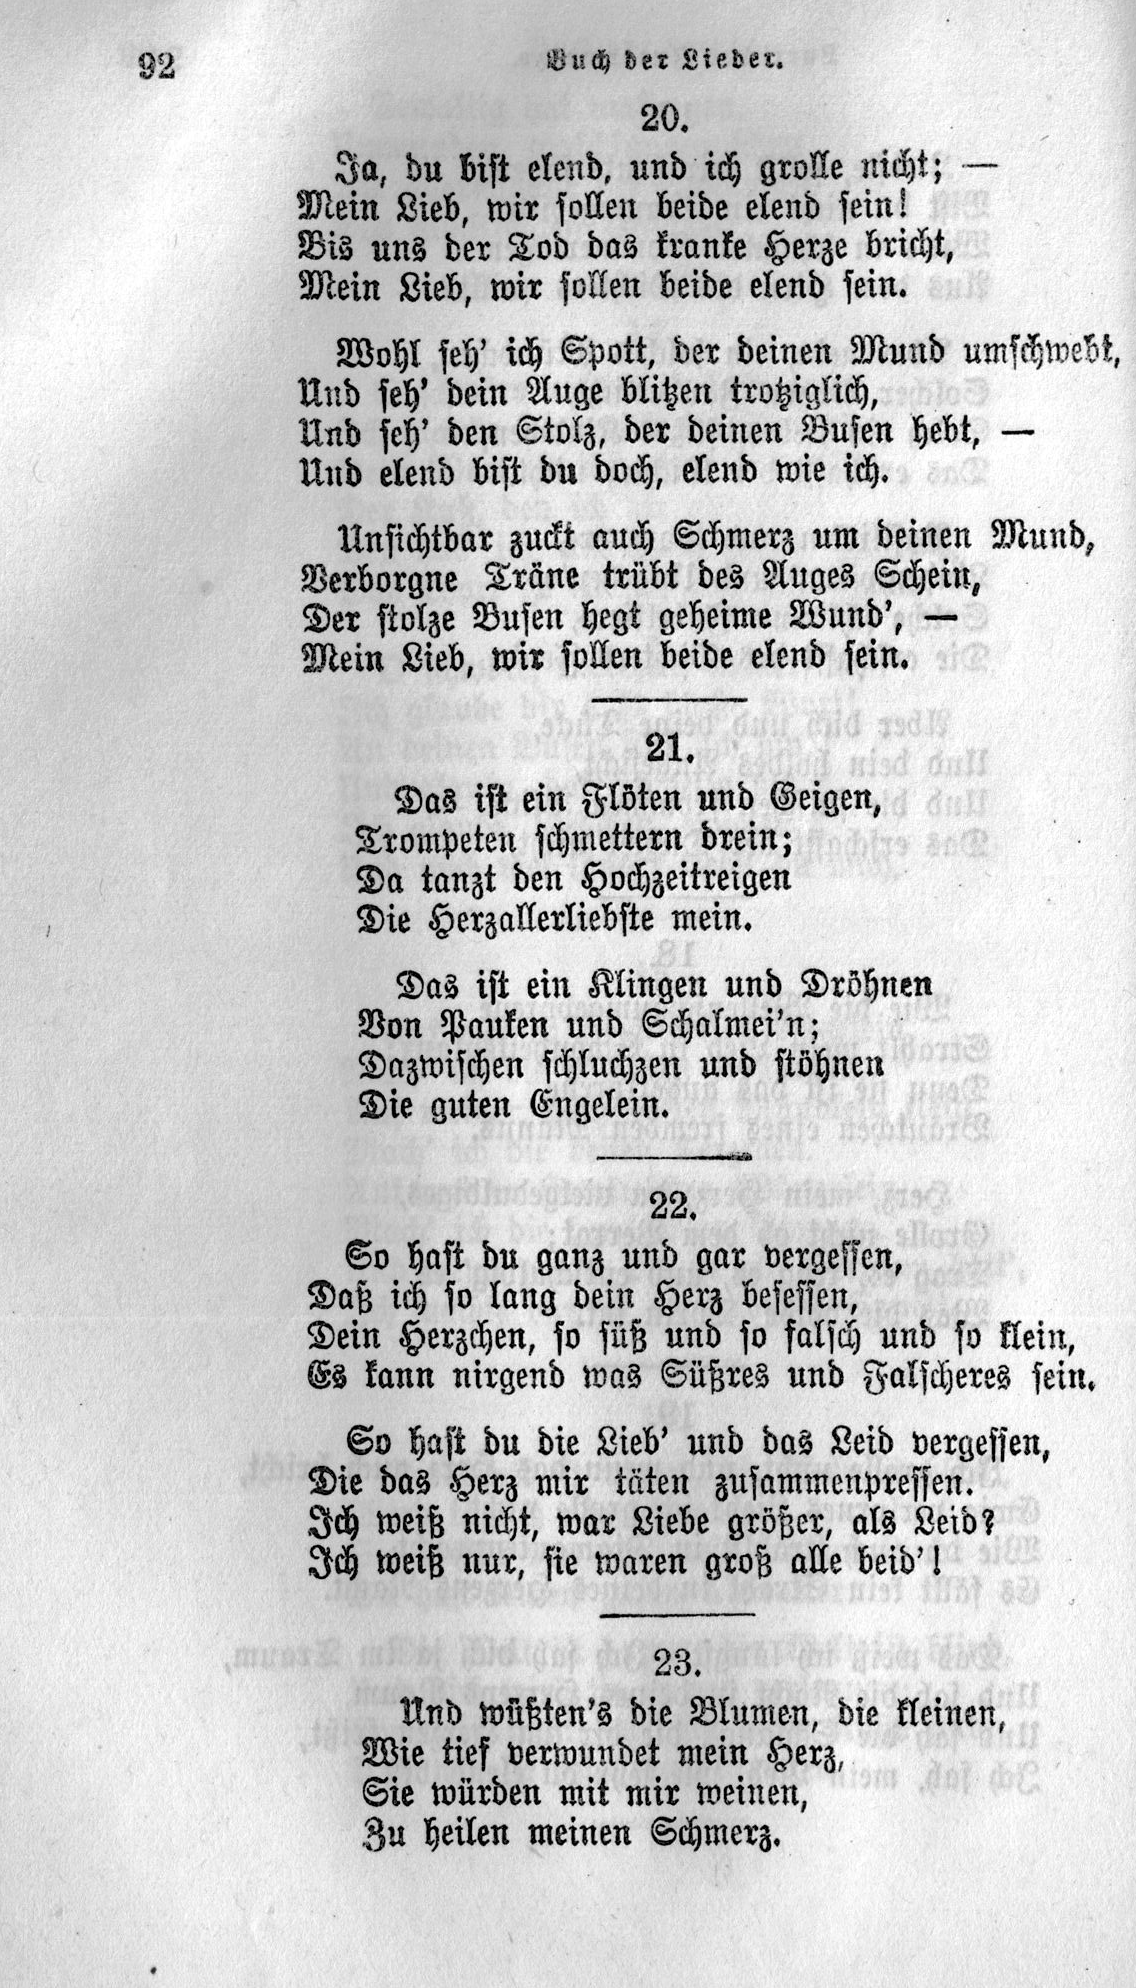 92
Buch der Lieder.
20.
Ja, du bist elend, und ich grolle nicht; —
Mein Lieb, wir sollen beide elend sein!
Bis uns der Tod das kranke Herze bricht,
Mein Lieb, wir sollen beide elend sein.
Wohl seh’ ich Spott, der deinen Mund umschwebt,
Und seh’ dein Auge blitzen trotziglich,
Und seh’ den Stolz, der deinen Busen hebt, —
Und elend bist du doch, elend wie ich.
Unsichtbar zuckt auch Schmerz um deinen Mund,
Verborgne Träne trübt des Auges Schein,
Der stolze Busen hegt geheime Wund’, —
Mein Lieb, wir sollen beide elend sein.
21.
Das ist ein Flöten und Geigen,
Trompeten schmettern drein;
Da tanzt den Hochzeitreigen
Die Herzallerliebste mein.
Das ist ein Klingen und Dröhnen
Von Pauken und Schalmei’n;
Dazwischen schluchzen und stöhnen
Die guten Engelein.
22.
So hast du ganz und gar vergessen,
Daß ich so lang dein Herz besessen,
Dein Herzchen, so süß und so falsch und so klein,
Es kann nirgend was Süßres und Falscheres sein.
So hast du die Lieb’ und das Leid vergessen,
Die das Herz mir täten zusammenpressen.
Ich weiß nicht, war Liebe größer, als Leid?
Ich weiß nur, sie waren groß alle beid’!
23.
Und wüßten’s die Blumen, die kleinen,
Wie tief verwundet mein Herz,
Sie würden mit mir weinen,
Zu heilen meinen Schmerz.